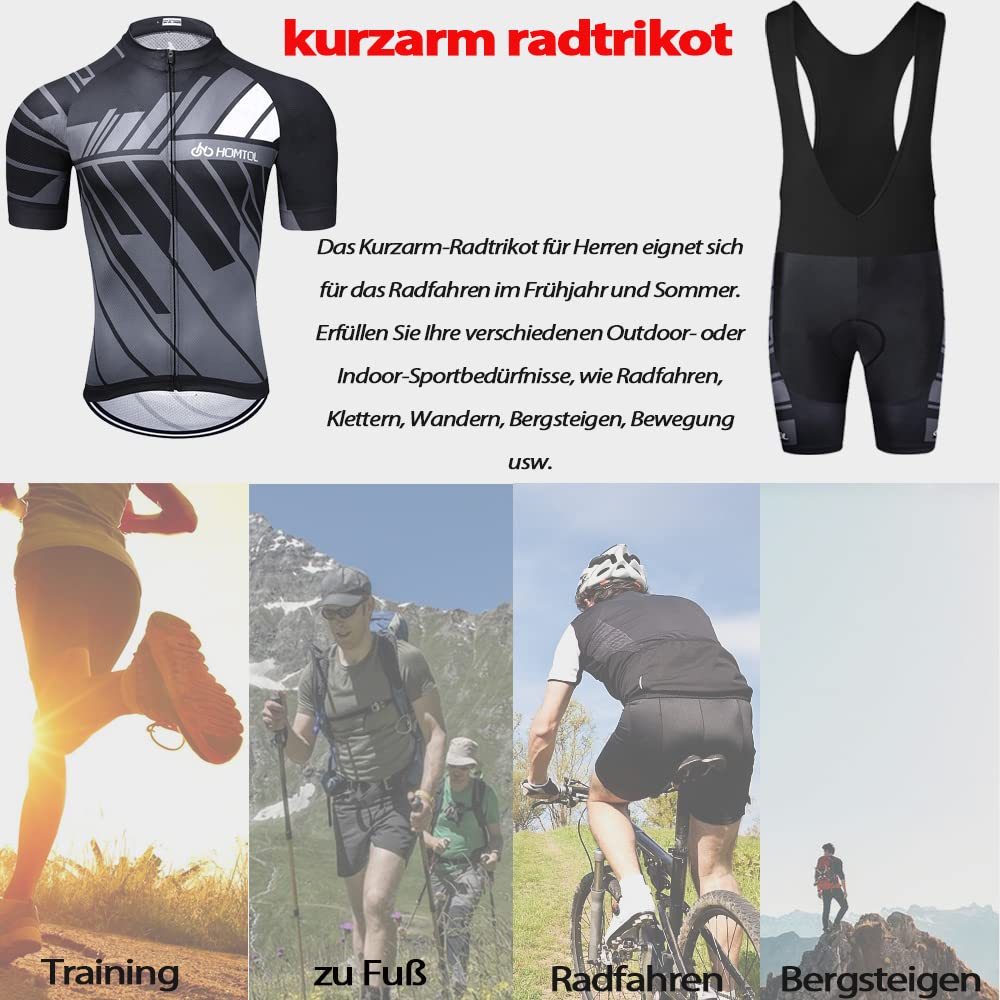 kurzarm radtrikot
HOMTOL
Das Kurzarm-Radtrikot für Herren eignet sich
für das Radfahren im Frühjahr und Sommer.
Erfüllen Sie Ihre verschiedenen Outdoor- oder
Indoor-Sportbedürfnisse, wie Radfahren,
Klettern, Wandern, Bergsteigen, Bewegung
usw.
Training
zu Fuß
Radfahren
Bergsteigen